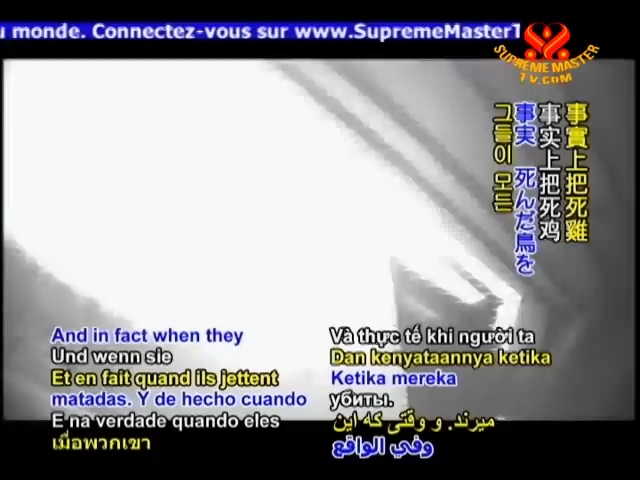 u monde. Connectez-vous sur www.SupremeMasterT
SUPREME MASTER
TV.COM
事實上把死雞
事实上把死鸡
事実 死んだ鳥を
그들이 모든
And in fact when they
Und wenn sie
Et en fait quand ils jettent
matadas. Y de hecho cuando
E na verdade quando eles
เมื่อพวกเขา
Và thực tế khi người ta
Dan kenyataannya ketika
Ketika mereka
убиты.
میرند. و وقتی که این
وفي الواقع